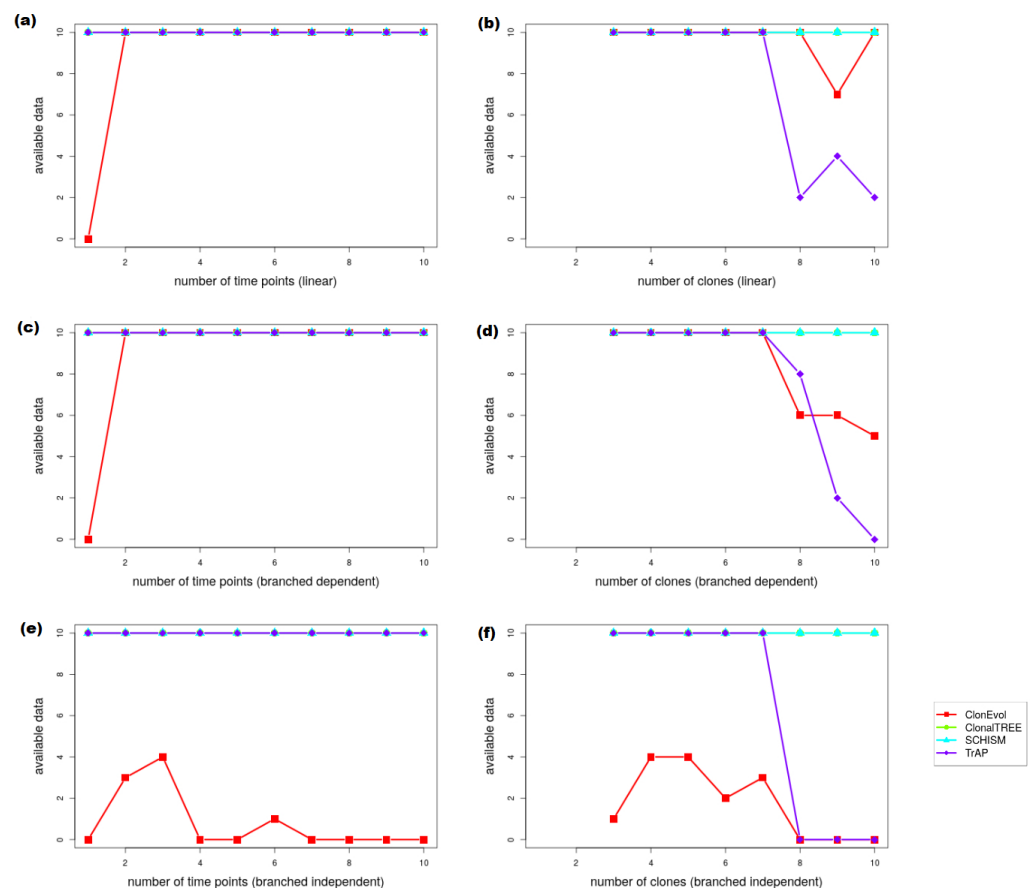 (a)
available data
0 2 4 6 8 10
2 4 6 8 10
number of time points (linear)
(b)
available data
0 2 4 6 8 10
2 4 6 8 10
number of clones (linear)
(c)
available data
0 2 4 6 8 10
2 4 6 8 10
number of time points (branched dependent)
(d)
available data
0 2 4 6 8 10
2 4 6 8 10
number of clones (branched dependent)
(e)
available data
0 2 4 6 8 10
2 4 6 8 10
number of time points (branched independent)
(f)
available data
0 2 4 6 8 10
2 4 6 8 10
number of clones (branched independent)
ClonEvol
ClonalTREE
SCHISM
TrAP